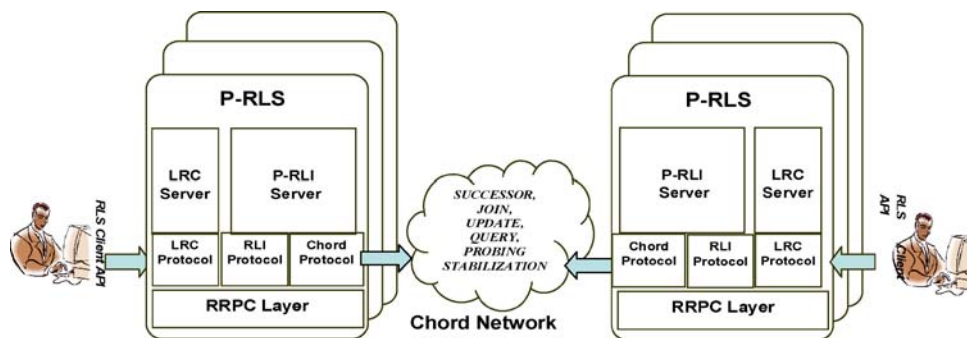 P-RLS
LRC
Server
P-RLI
Server
LRC
Protocol
RLI
Protocol
Chord
Protocol
RRPC Layer
RLS Client API
SUCCESSOR,
JOIN,
UPDATE,
QUERY,
PROBING
STABILIZATION
Chord Network
P-RLS
P-RLI
Server
LRC
Server
Chord
Protocol
RLI
Protocol
LRC
Protocol
RRPC Layer
RLS
API
Client